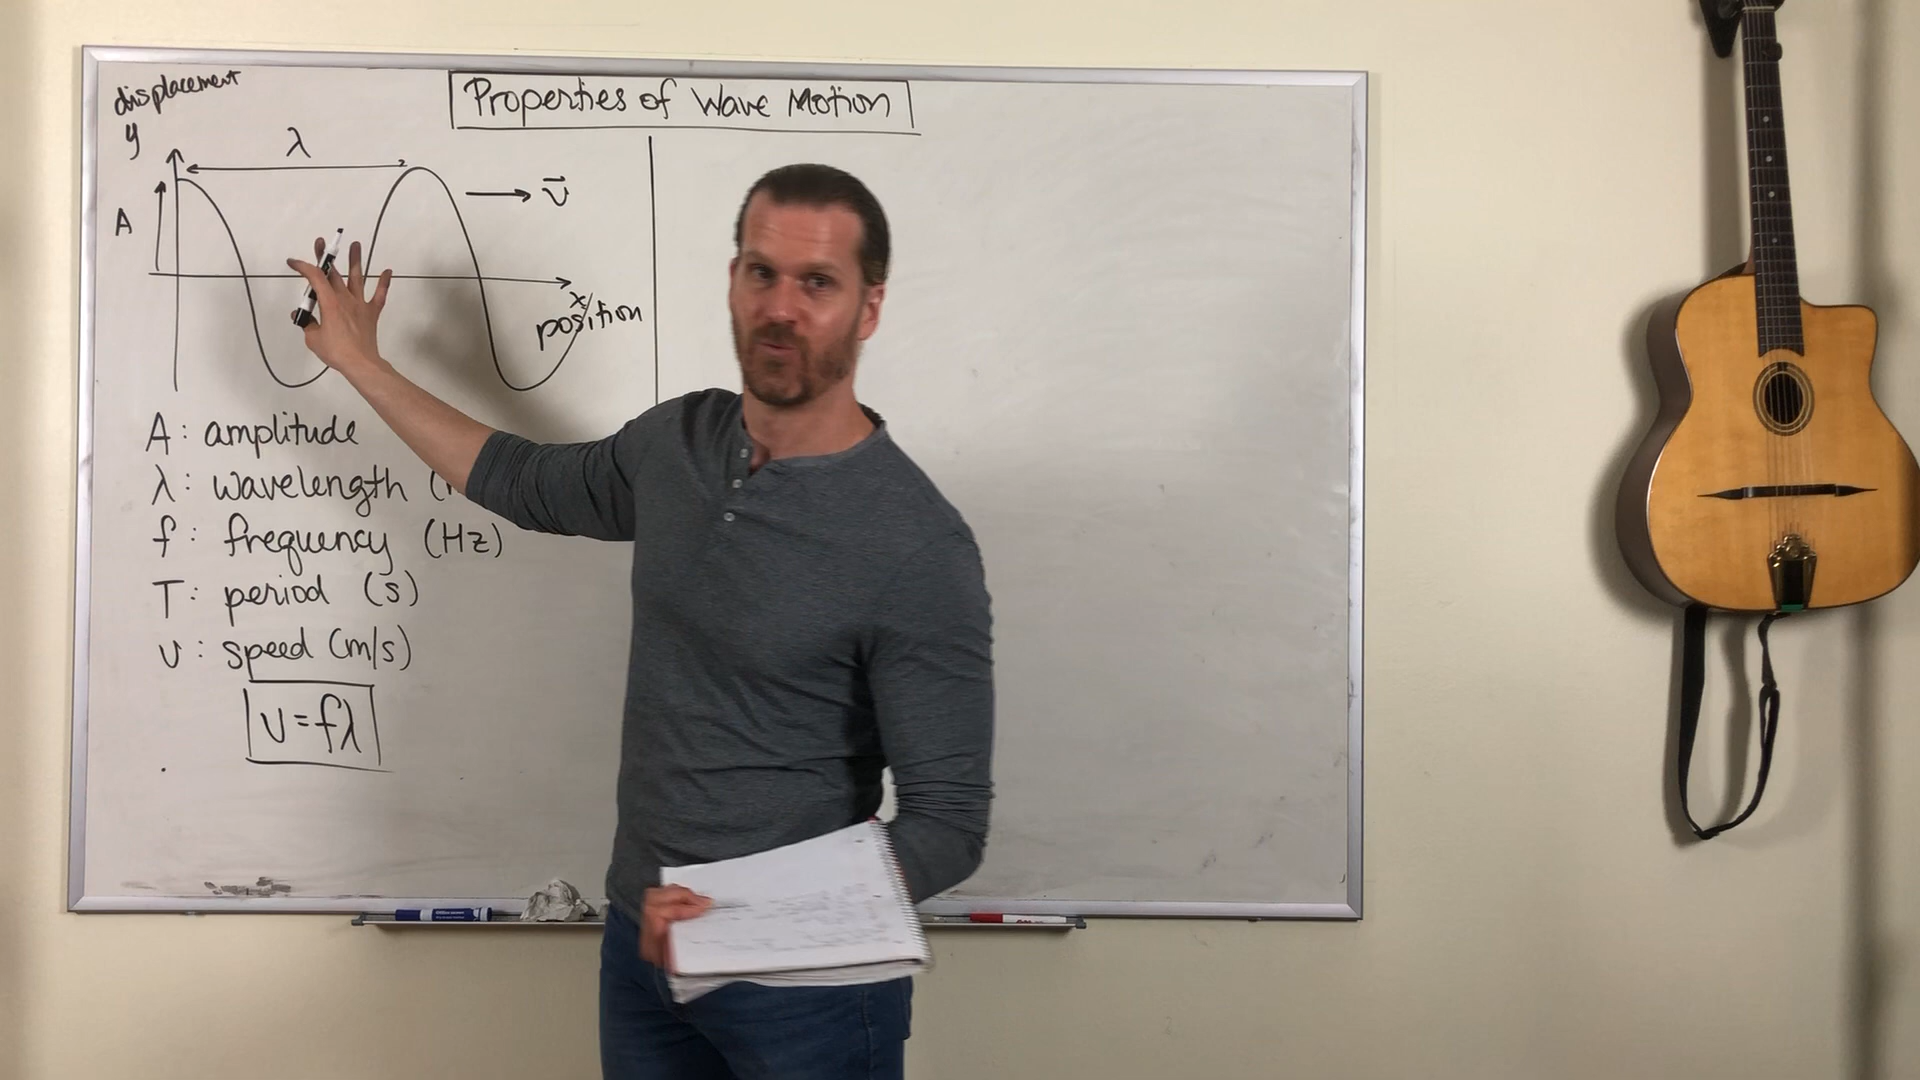 displacement
y
Properties of Wave Motion
λ
A
v
x/
position
A: amplitude
λ: wavelength (
f: frequency (Hz)
T: period (s)
v: speed (m/s)
v=fλ